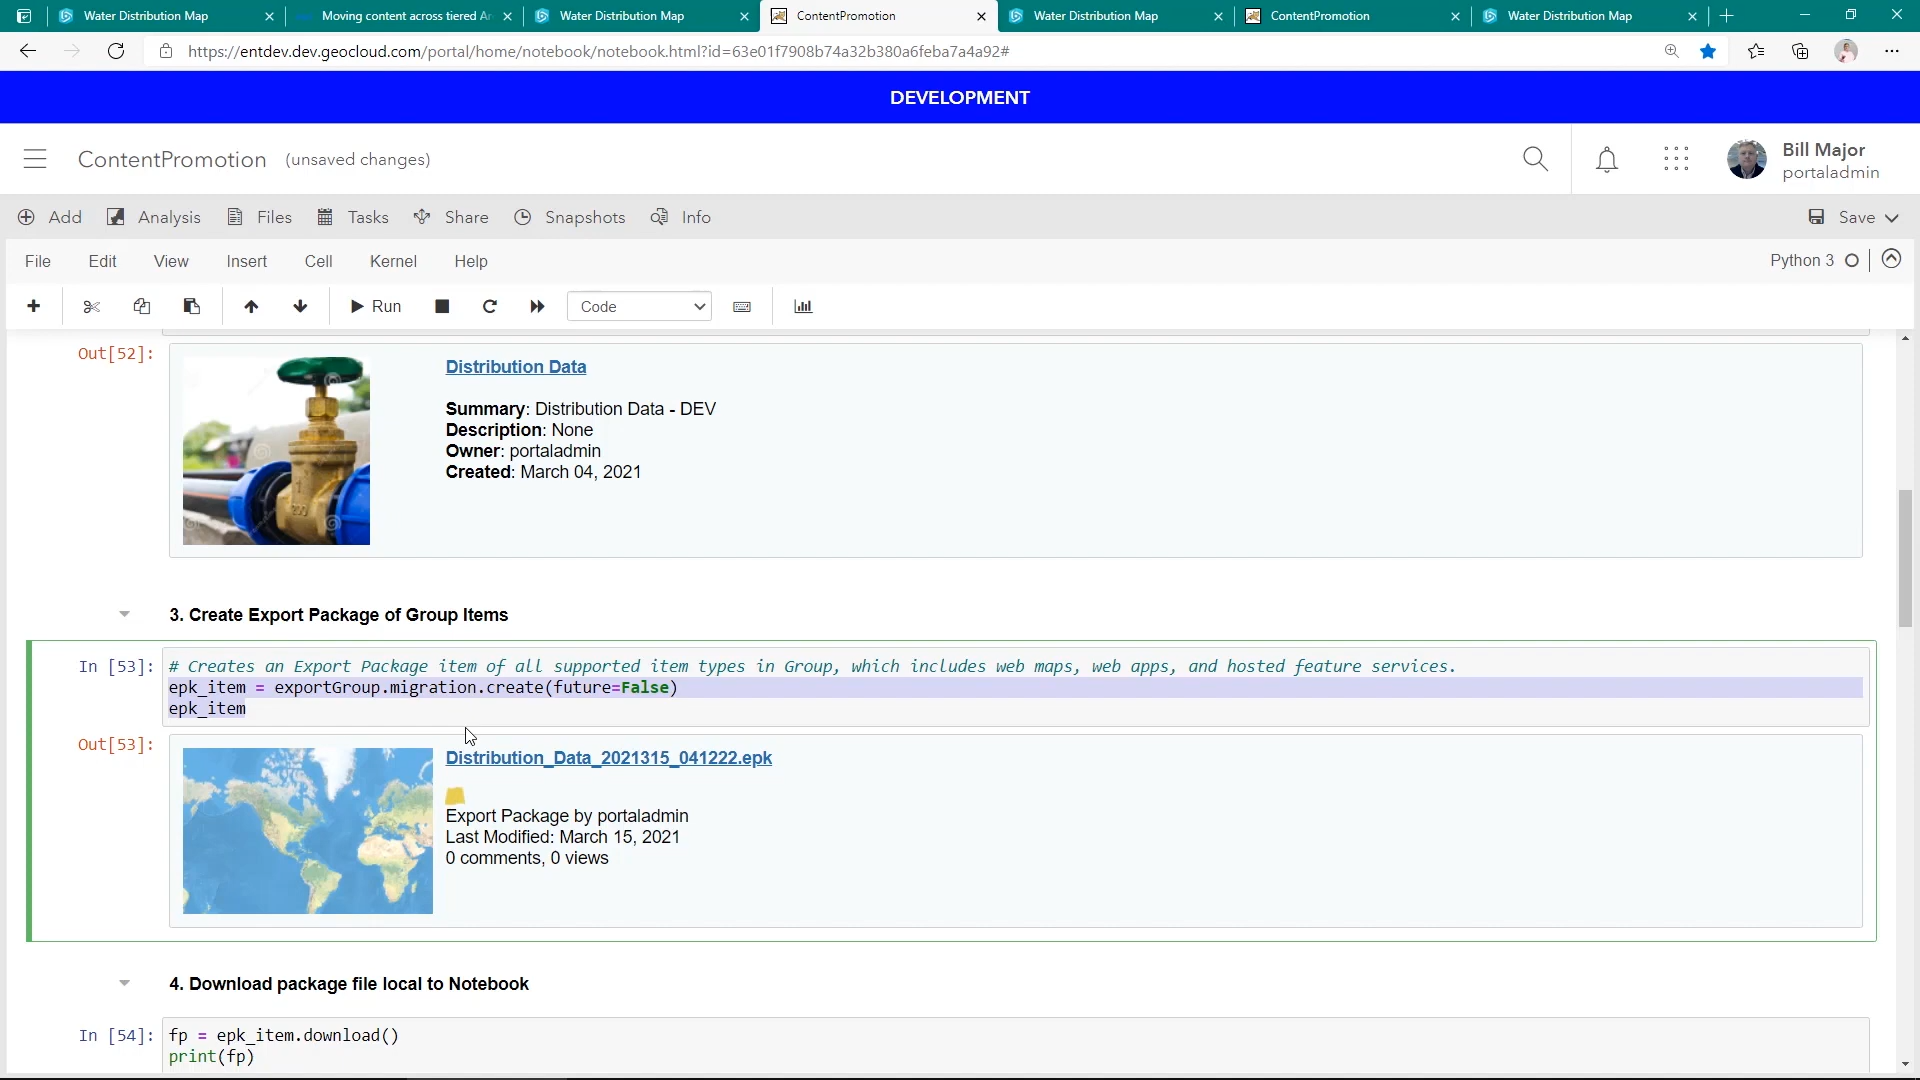 Water Distribution Map
Moving content across tiered Ar
Water Distribution Map
ContentPromotion
Water Distribution Map
ContentPromotion
Water Distribution Map
https://entdev.dev.geocloud.com/portal/home/notebook/notebook.html?id=63e01f7908b74a32b380a6feba7a4a92#
DEVELOPMENT
ContentPromotion (unsaved changes)
Bill Major
portaladmin
Add Analysis Files Tasks Share Snapshots Info Save
File Edit View Insert Cell Kernel Help Python 3
Run Code
Out[52]:
Distribution Data
Summary: Distribution Data - DEV
Description: None
Owner: portaladmin
Created: March 04, 2021
3. Create Export Package of Group Items
In [53]: # Creates an Export Package item of all supported item types in Group, which includes web maps, web apps, and hosted feature services.
epk_item = exportGroup.migration.create(future=False)
epk_item
Out[53]: Distribution_Data_2021315_041222.epk
Export Package by portaladmin
Last Modified: March 15, 2021
0 comments, 0 views
4. Download package file local to Notebook
In [54]: fp = epk_item.download()
print(fp)